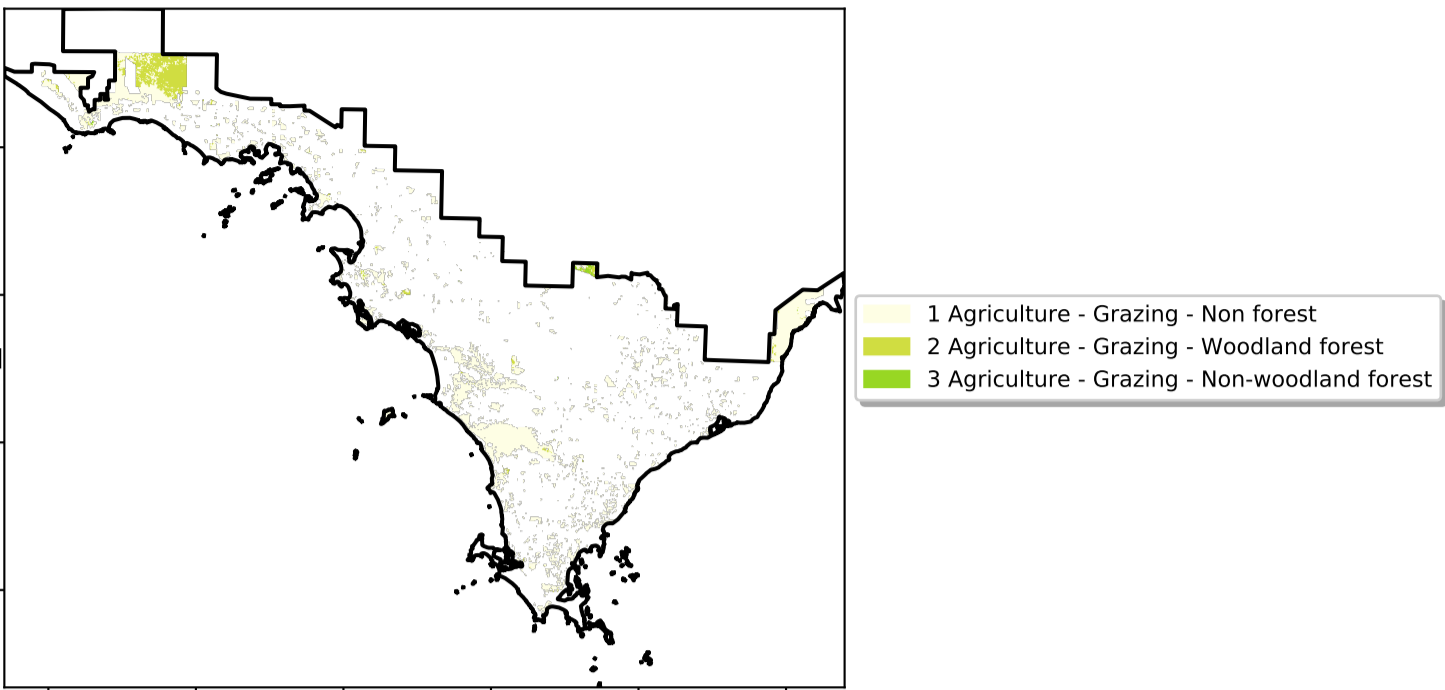 1 Agriculture - Grazing - Non forest
2 Agriculture - Grazing - Woodland forest
3 Agriculture - Grazing - Non-woodland forest